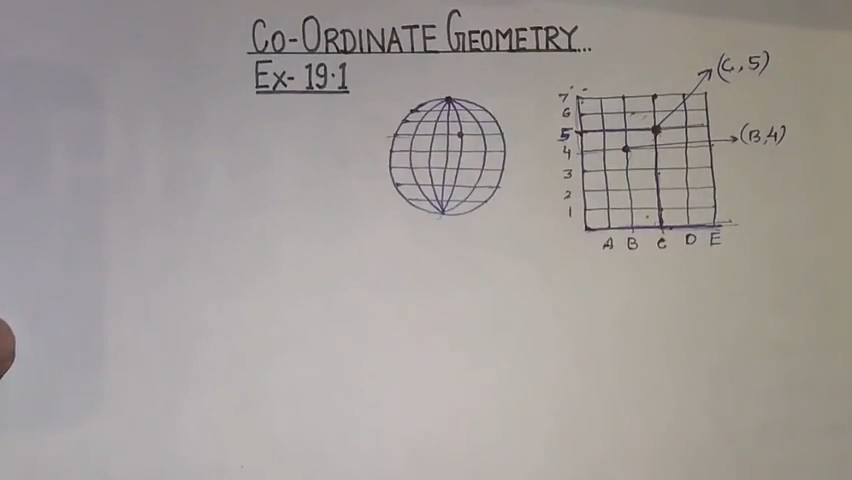 CO-ORDINATE GEOMETRY...
Ex- 19.1
(C, 5)
(B, 4)
7
6
5
4
3
2
1
A B C D E